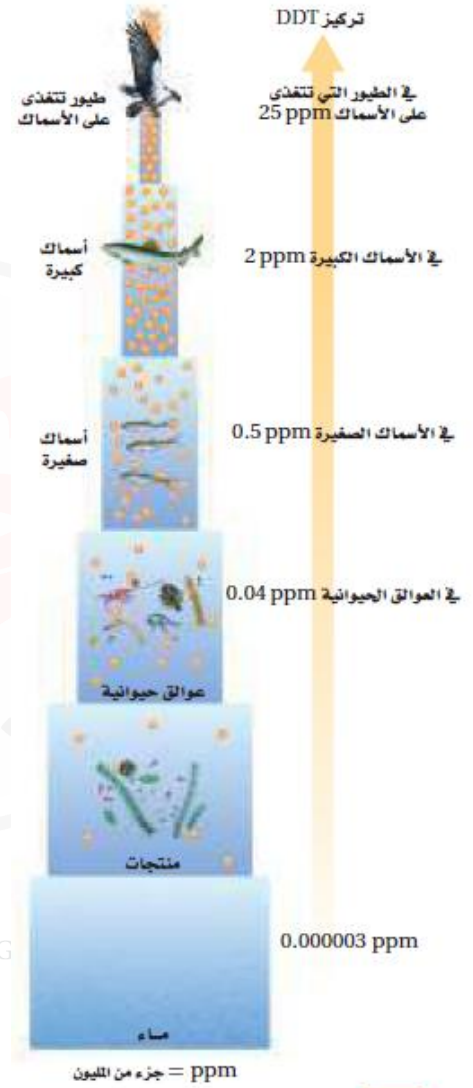 تركيز DDT
في الطيور التي تتغذى
على الأسماك 25 ppm
طيور تتغذى
على الأسماك
في الأسماك الكبيرة 2 ppm
أسماك
كبيرة
في الأسماك الصغيرة 0.5 ppm
أسماك
صغيرة
في العوالق الحيوانية 0.04 ppm
عوالق حيوانية
منتجات
0.000003 ppm
ماء
ppm = جزء من المليون